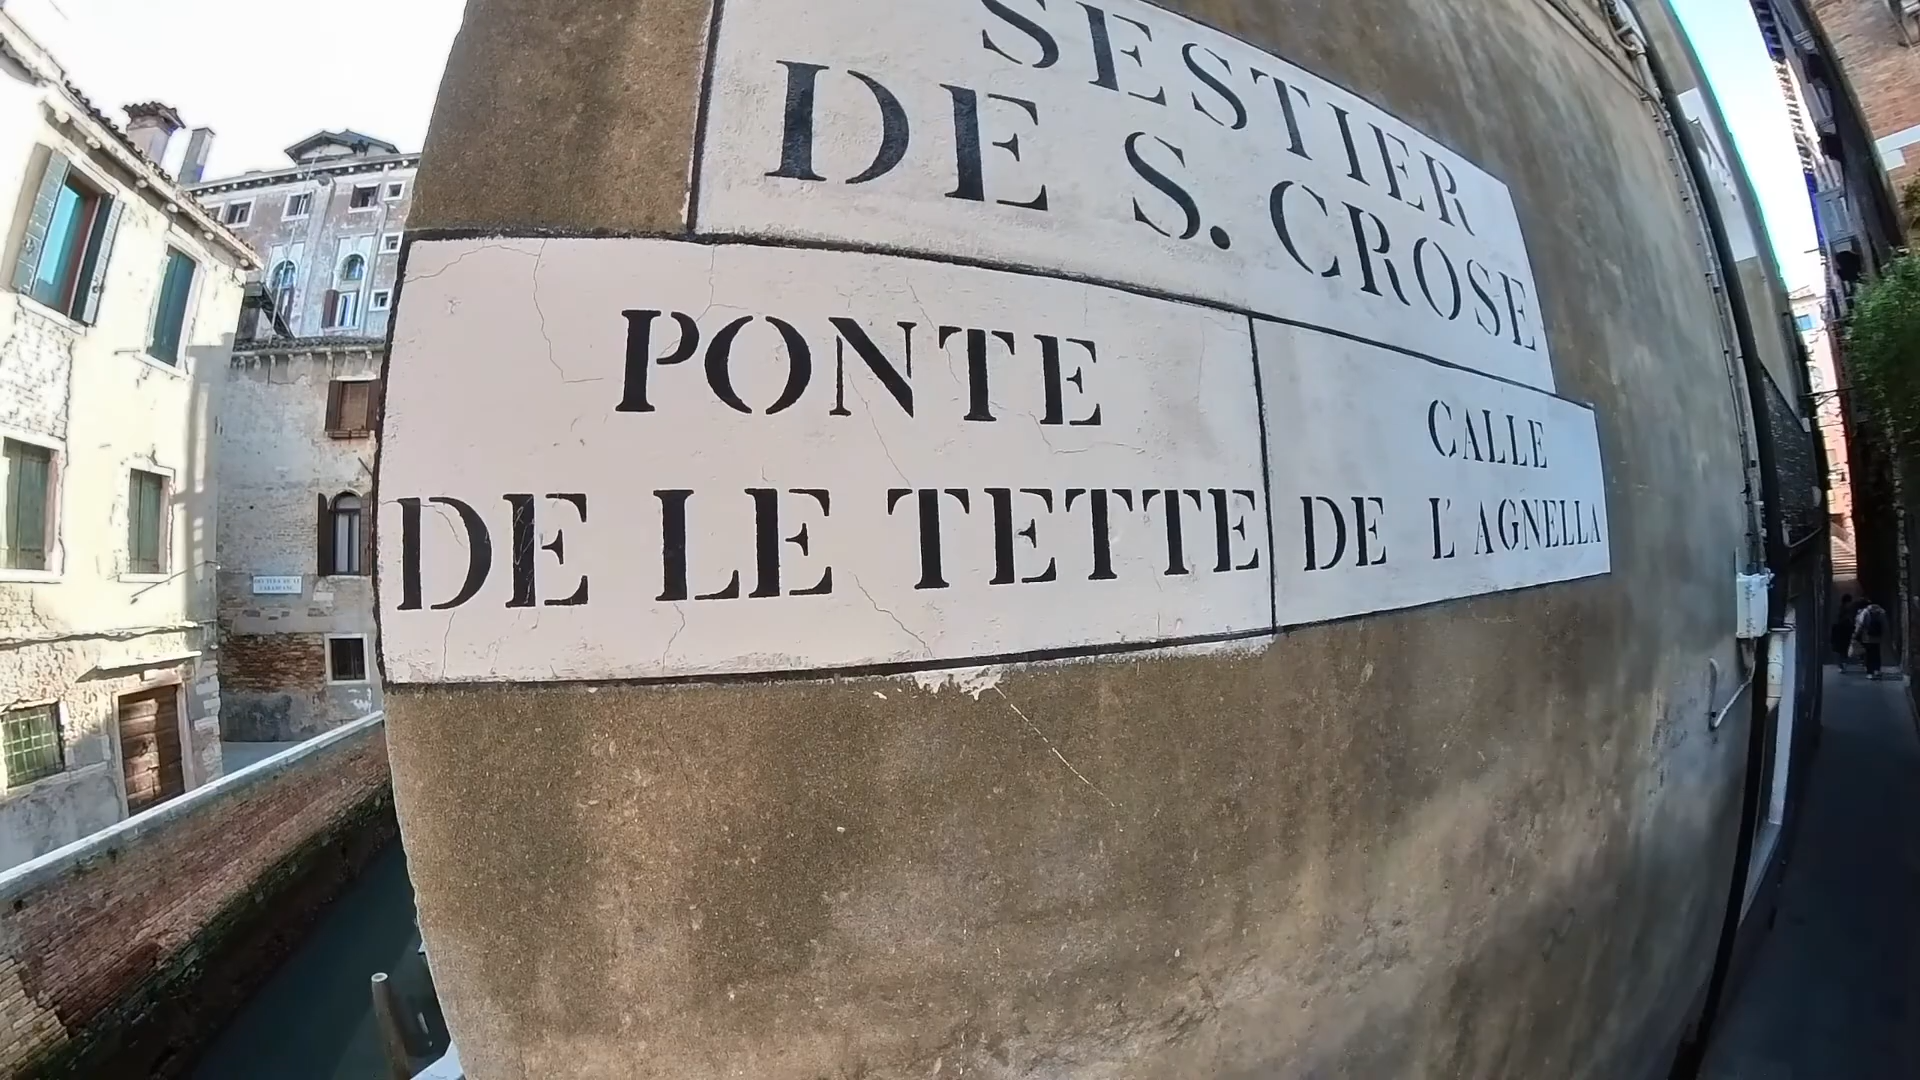 SESTIER
DE S. CROSE
PONTE
DE LE TETTE
CALLE
DE L'AGNELLA